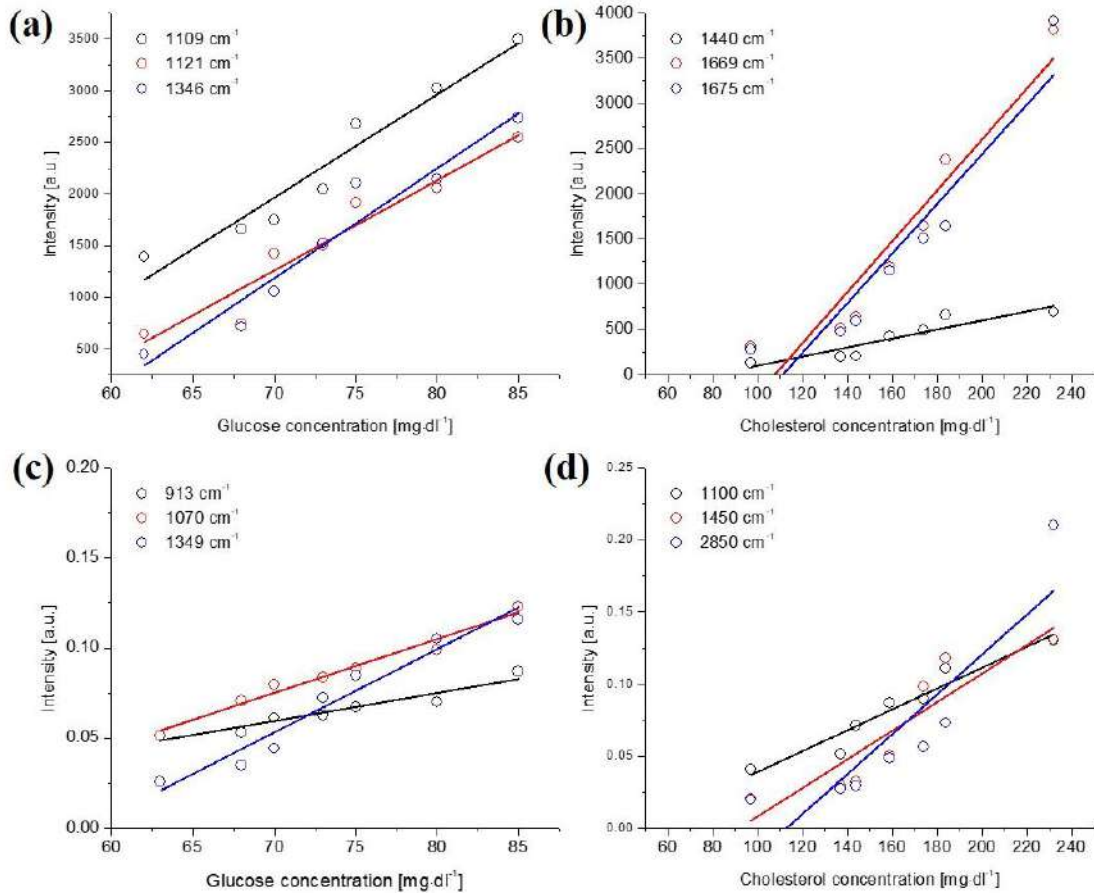 (a)
1109 cm⁻¹
1121 cm⁻¹
1346 cm⁻¹
Intensity [a.u.]
3500
3000
2500
2000
1500
1000
500
60 65 70 75 80 85
Glucose concentration [mg·dl⁻¹]
(b)
1440 cm⁻¹
1669 cm⁻¹
1675 cm⁻¹
Intensity [a.u.]
4000
3500
3000
2500
2000
1500
1000
500
0
60 80 100 120 140 160 180 200 220 240
Cholesterol concentration [mg·dl⁻¹]
(c)
913 cm⁻¹
1070 cm⁻¹
1349 cm⁻¹
Intensity [a.u.]
0.20
0.15
0.10
0.05
0.00
60 65 70 75 80 85
Glucose concentration [mg·dl⁻¹]
(d)
1100 cm⁻¹
1450 cm⁻¹
2850 cm⁻¹
Intensity [a.u.]
0.25
0.20
0.15
0.10
0.05
0.00
60 80 100 120 140 160 180 200 220 240
Cholesterol concentration [mg·dl⁻¹]